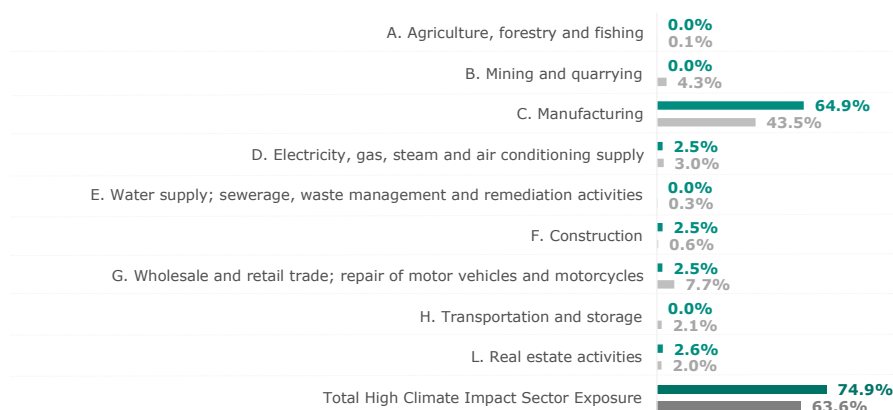 A. Agriculture, forestry and fishing
0.0%
0.1%
B. Mining and quarrying
0.0%
4.3%
C. Manufacturing
64.9%
43.5%
D. Electricity, gas, steam and air conditioning supply
2.5%
3.0%
E. Water supply; sewerage, waste management and remediation activities
0.0%
0.3%
F. Construction
2.5%
0.6%
G. Wholesale and retail trade; repair of motor vehicles and motorcycles
2.5%
7.7%
H. Transportation and storage
0.0%
2.1%
L. Real estate activities
2.6%
2.0%
Total High Climate Impact Sector Exposure
74.9%
63.6%